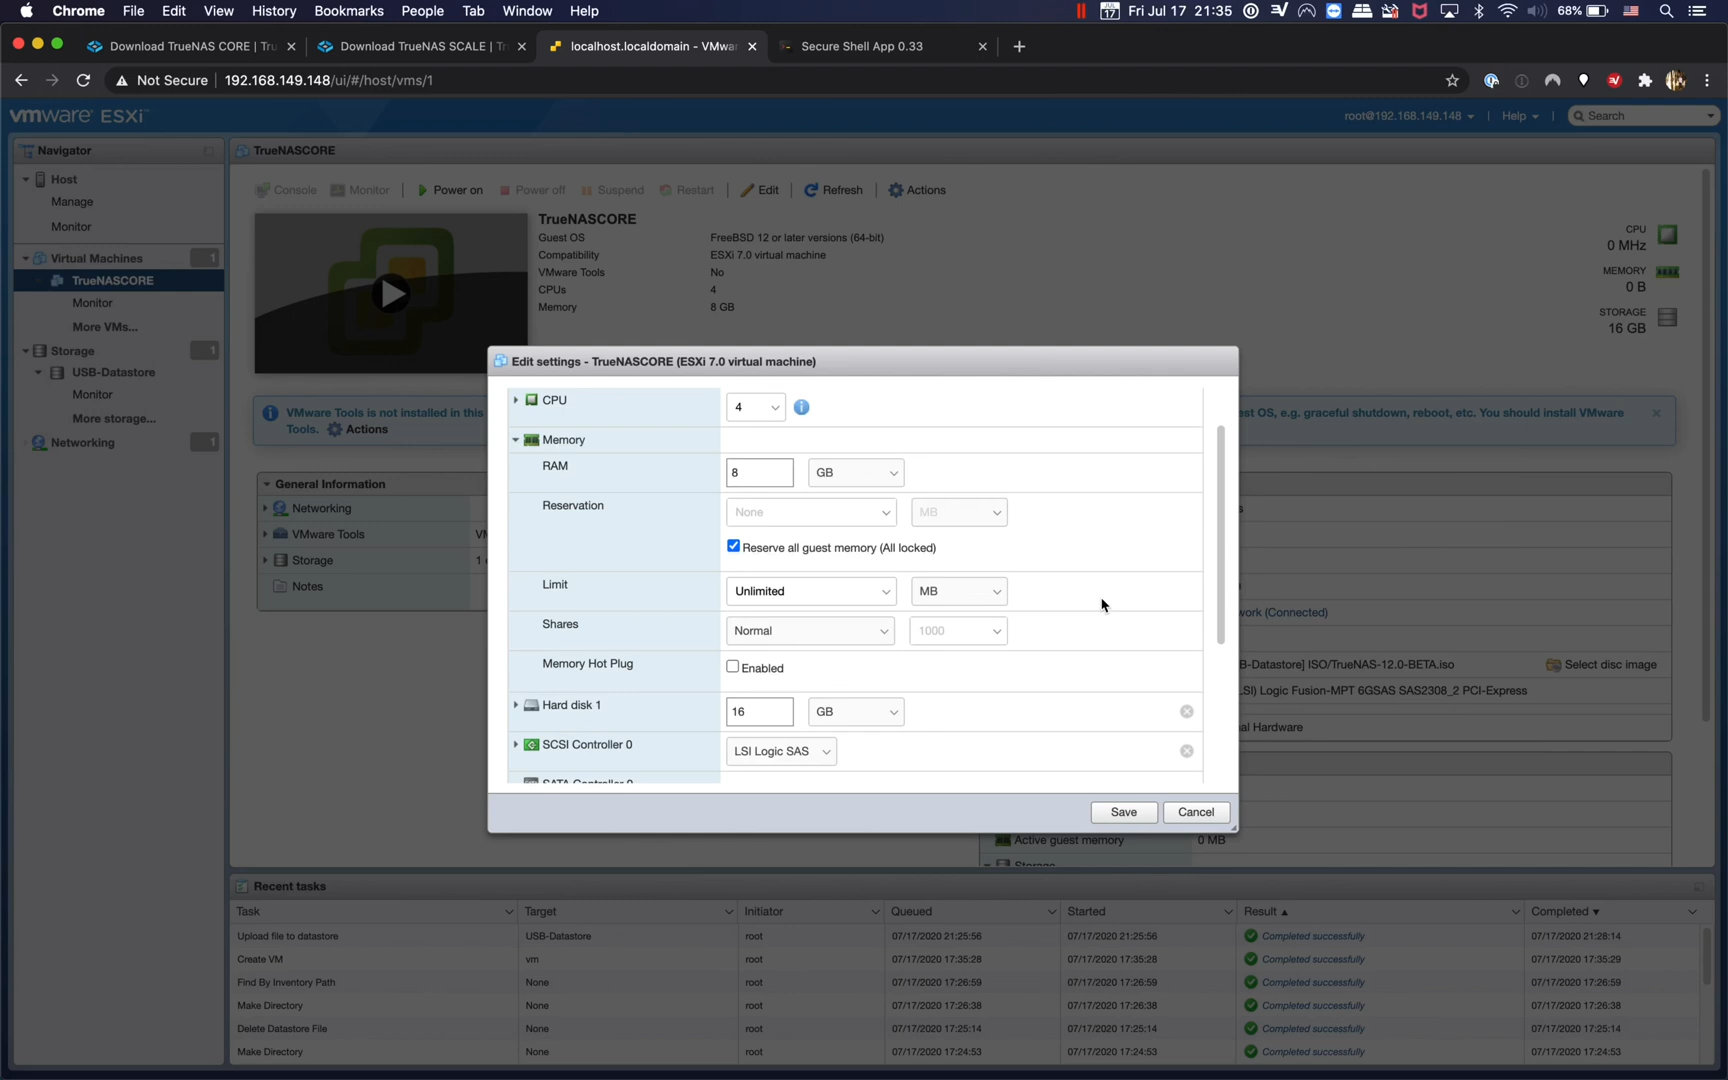 Chrome File Edit View History Bookmarks People Tab Window Help
JUL 17 Fri Jul 17 21:35 68%
Download TrueNAS CORE | Tru
Download TrueNAS SCALE | Tr
localhost.localdomain - VMwar
Secure Shell App 0.33
Not Secure 192.168.149.148/ui/#/host/vms/1
vmware ESXi™
root@192.168.149.148 | Help | Search
Navigator
Host
Manage
Monitor
Virtual Machines 1
TrueNASCORE
Monitor
More VMs...
Storage 1
USB-Datastore
Monitor
More storage...
Networking 1
TrueNASCORE
Console Monitor Power on Power off Suspend Restart Edit Refresh Actions
TrueNASCORE
Guest OS FreeBSD 12 or later versions (64-bit)
Compatibility ESXi 7.0 virtual machine
VMware Tools No
CPUs 4
Memory 8 GB
CPU
0 MHz
MEMORY
0 B
STORAGE
16 GB
VMware Tools is not installed in this
est OS, e.g. graceful shutdown, reboot, etc. You should install VMware
Tools. Actions
General Information
Networking
VMware Tools VM
Storage 1
Notes
work (Connected)
B-Datastore] ISO/TrueNAS-12.0-BETA.iso Select disc image
LSI) Logic Fusion-MPT 6GSAS SAS2308_2 PCI-Express
al Hardware
Active guest memory 0 MB
Storage
Edit settings - TrueNASCORE (ESXi 7.0 virtual machine)
CPU 4
Memory
RAM 8 GB
Reservation None MB
Reserve all guest memory (All locked)
Limit Unlimited MB
Shares Normal 1000
Memory Hot Plug Enabled
Hard disk 1 16 GB
SCSI Controller 0 LSI Logic SAS
SATA Controller 0
Save Cancel
Recent tasks
Task Target Initiator Queued Started Result ▲ Completed ▼
Upload file to datastore USB-Datastore root 07/17/2020 21:25:56 07/17/2020 21:25:56 Completed successfully 07/17/2020 21:28:14
Create VM vm root 07/17/2020 17:35:28 07/17/2020 17:35:28 Completed successfully 07/17/2020 17:35:29
Find By Inventory Path None root 07/17/2020 17:26:59 07/17/2020 17:26:59 Completed successfully 07/17/2020 17:26:59
Make Directory None root 07/17/2020 17:26:38 07/17/2020 17:26:38 Completed successfully 07/17/2020 17:26:38
Delete Datastore File None root 07/17/2020 17:25:14 07/17/2020 17:25:14 Completed successfully 07/17/2020 17:25:14
Make Directory None root 07/17/2020 17:24:53 07/17/2020 17:24:53 Completed successfully 07/17/2020 17:24:53